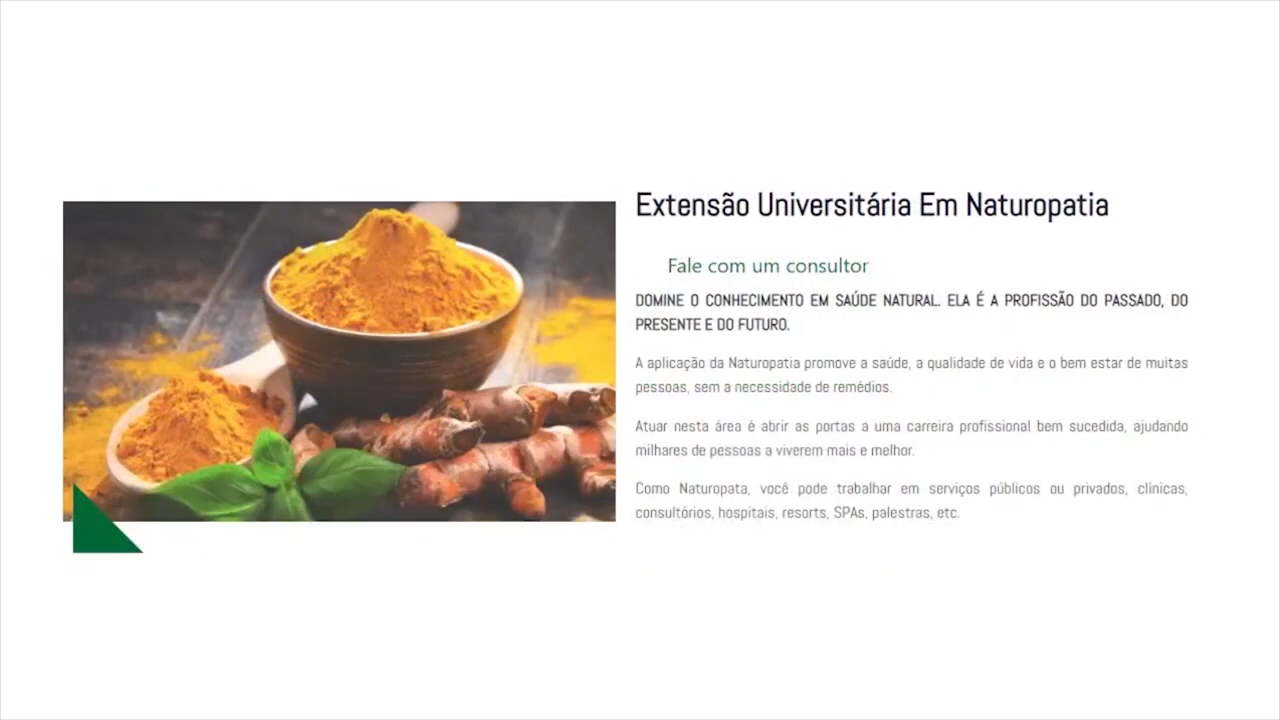 Extensão Universitária Em Naturopatia
Fale com um consultor
DOMINE O CONHECIMENTO EM SAÚDE NATURAL. ELA É A PROFISSÃO DO PASSADO, DO
PRESENTE E DO FUTURO.
A aplicação da Naturopatia promove a saúde, a qualidade de vida e o bem estar de muitas
pessoas, sem a necessidade de remédios.
Atuar nesta área é abrir as portas a uma carreira profissional bem sucedida, ajudando
milhares de pessoas a viverem mais e melhor.
Como Naturopata, você pode trabalhar em serviços públicos ou privados, clínicas,
consultórios, hospitais, resorts, SPAs, palestras, etc.